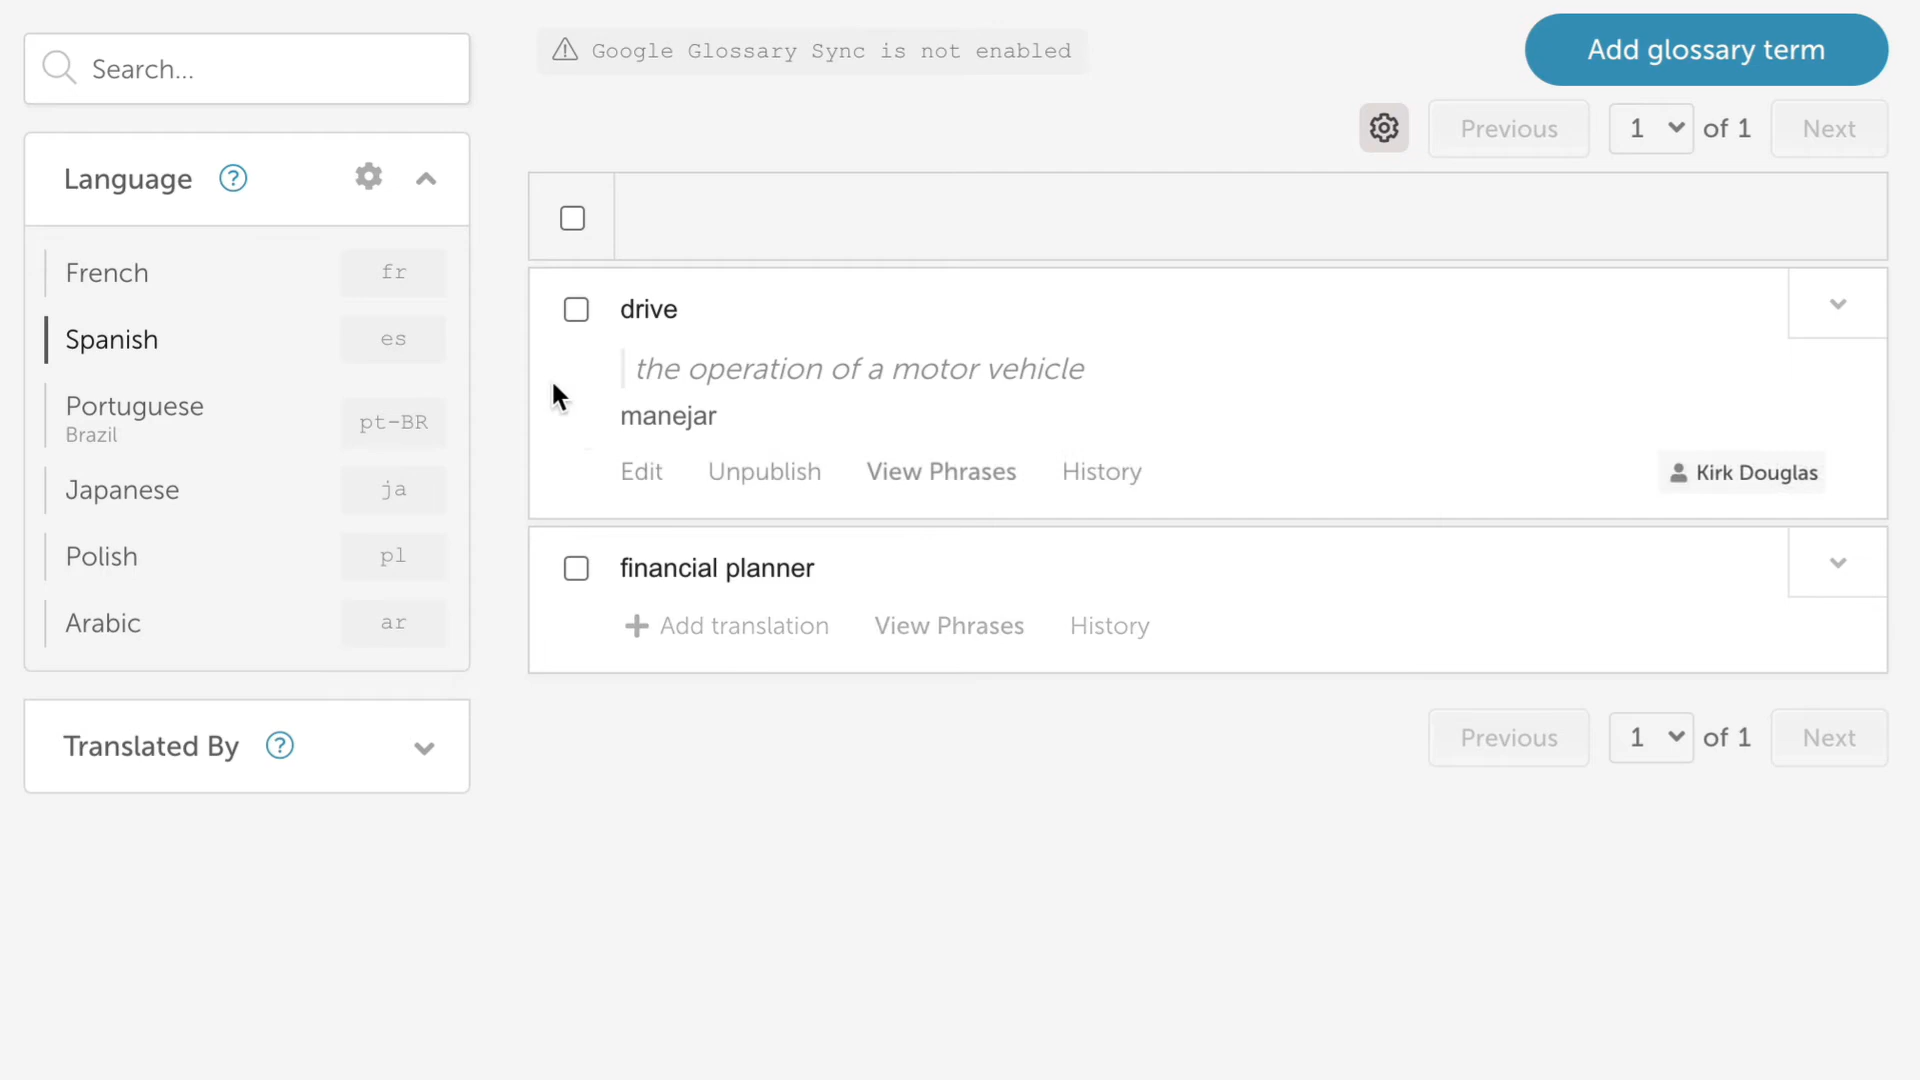 Search...
Google Glossary Sync is not enabled
Add glossary term
Previous 1 of 1 Next
Language ?
French fr
Spanish es
Portuguese
Brazil
pt-BR
Japanese ja
Polish pl
Arabic ar
Translated By ?
drive
the operation of a motor vehicle
manejar
Edit Unpublish View Phrases History
Kirk Douglas
financial planner
+ Add translation View Phrases History
Previous 1 of 1 Next